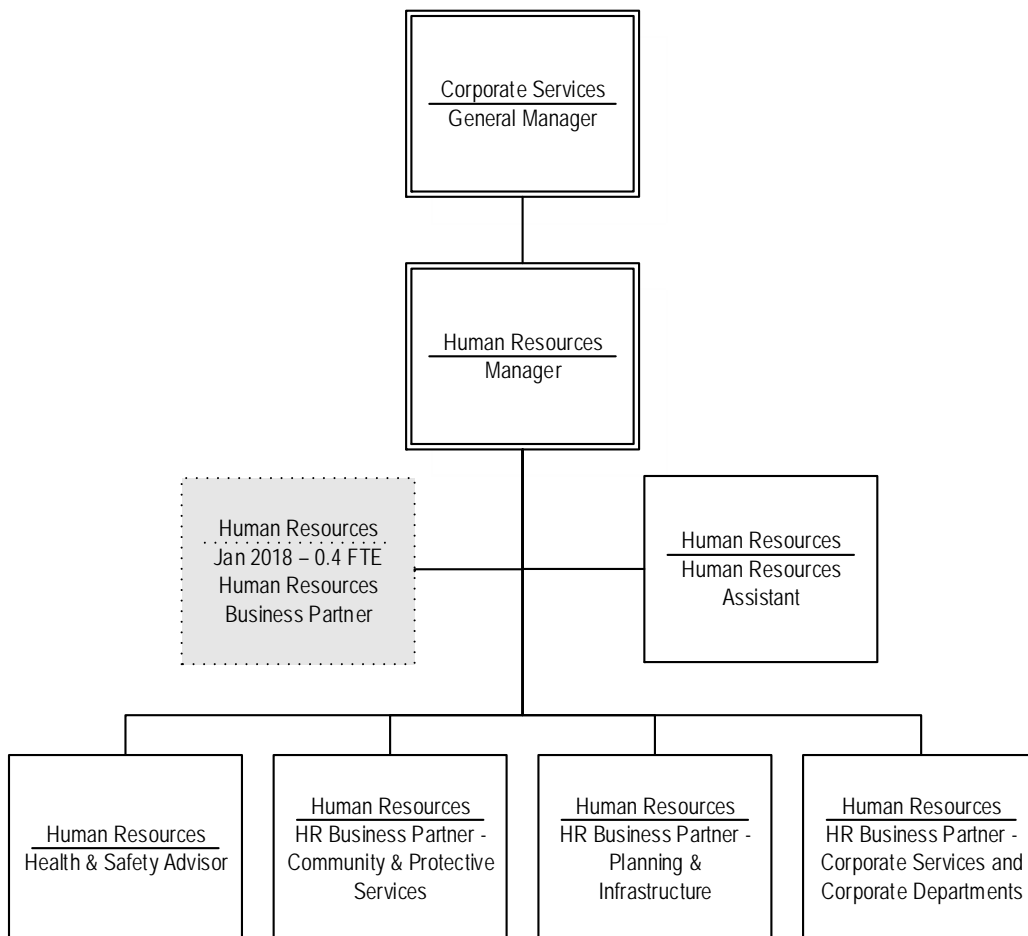 Corporate Services
General Manager
Human Resources
Manager
Human Resources
Jan 2018 – 0.4 FTE
Human Resources
Business Partner
Human Resources
Human Resources
Assistant
Human Resources
Health & Safety Advisor
Human Resources
HR Business Partner -
Community & Protective
Services
Human Resources
HR Business Partner -
Planning &
Infrastructure
Human Resources
HR Business Partner -
Corporate Services and
Corporate Departments